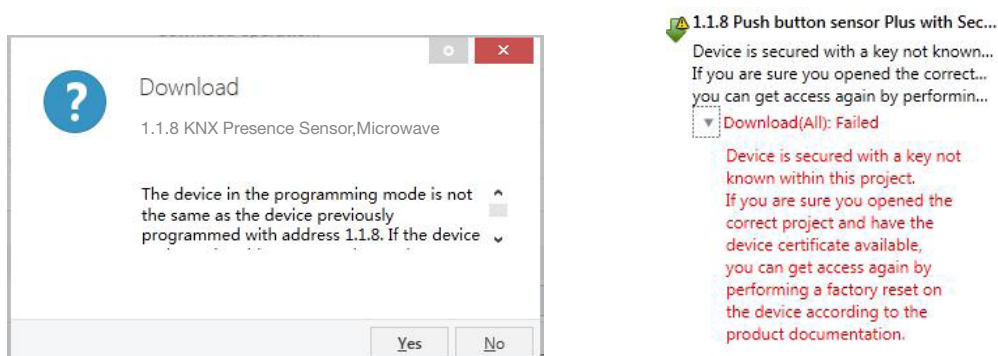 Download
1.1.8 KNX Presence Sensor,Microwave
The device in the programming mode is not
the same as the device previously
programmed with address 1.1.8. If the device
Yes
No
1.1.8 Push button sensor Plus with Sec...
Device is secured with a key not known...
If you are sure you opened the correct...
you can get access again by performin...
Download(All): Failed
Device is secured with a key not
known within this project.
If you are sure you opened the
correct project and have the
device certificate available,
you can get access again by
performing a factory reset on
the device according to the
product documentation.